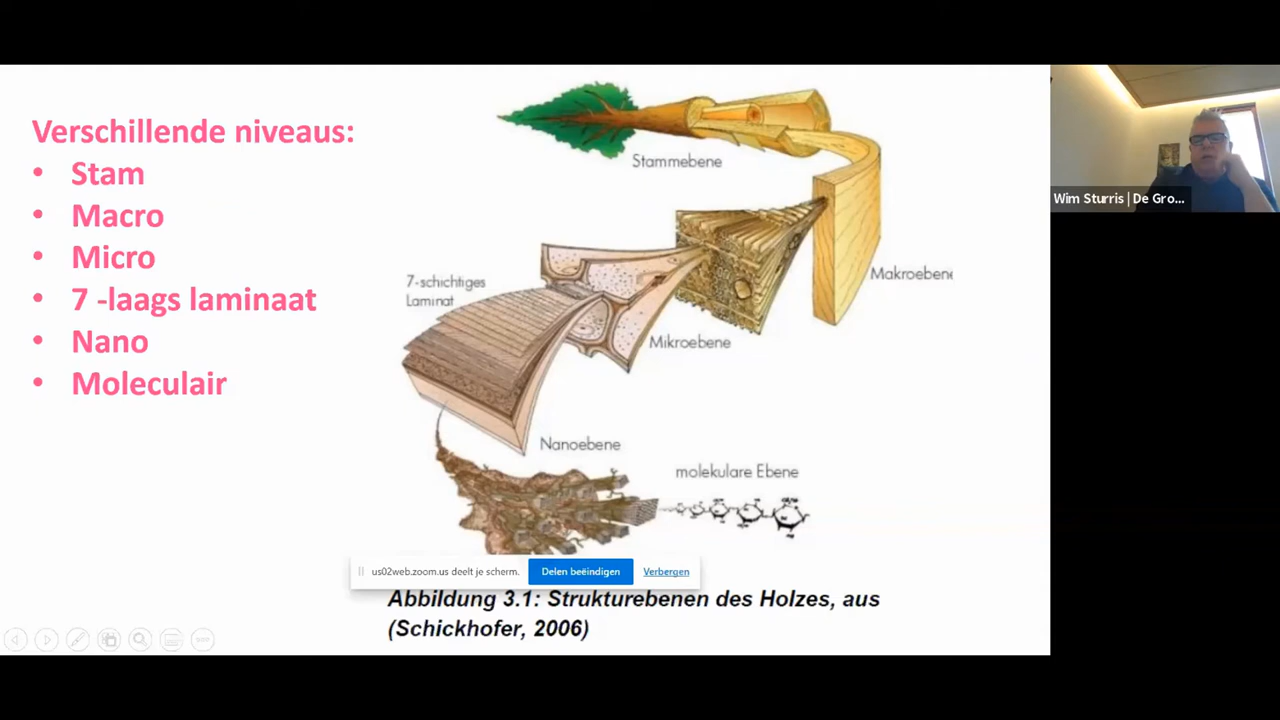 Verschillende niveaus:
• Stam
• Macro
• Micro
• 7 -laags laminaat
• Nano
• Moleculair
Stammebene
Makroebene
7-schichtiges
Laminat
Mikroebene
Nanoebene
molekulare Ebene
us02web.zoom.us deelt je scherm.
Delen beëindigen
Verbergen
Abbildung 3.1: Strukturebenen des Holzes, aus
(Schickhofer, 2006)
Wim Sturris | De Gro...